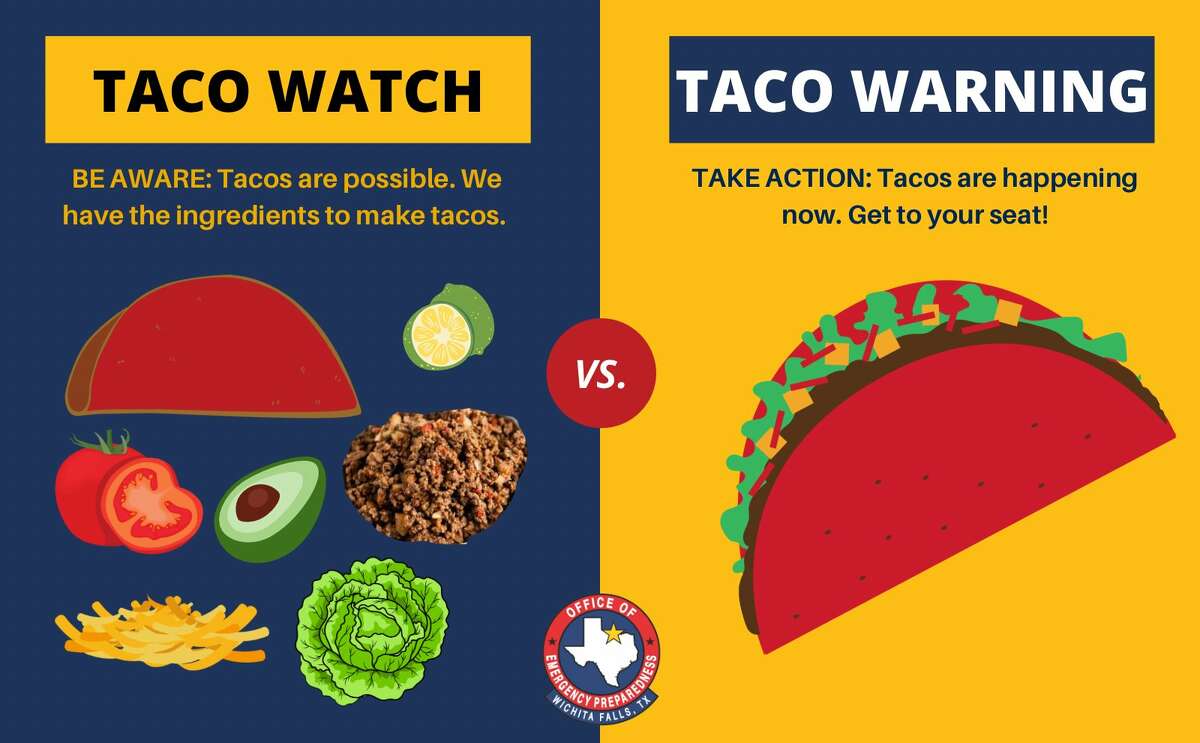 TACO WATCH
BE AWARE: Tacos are possible. We
have the ingredients to make tacos.
VS.
TACO WARNING
TAKE ACTION: Tacos are happening
now. Get to your seat!
OFFICE OF
EMERGENCY PREPAREDNESS
WICHITA FALLS, TX